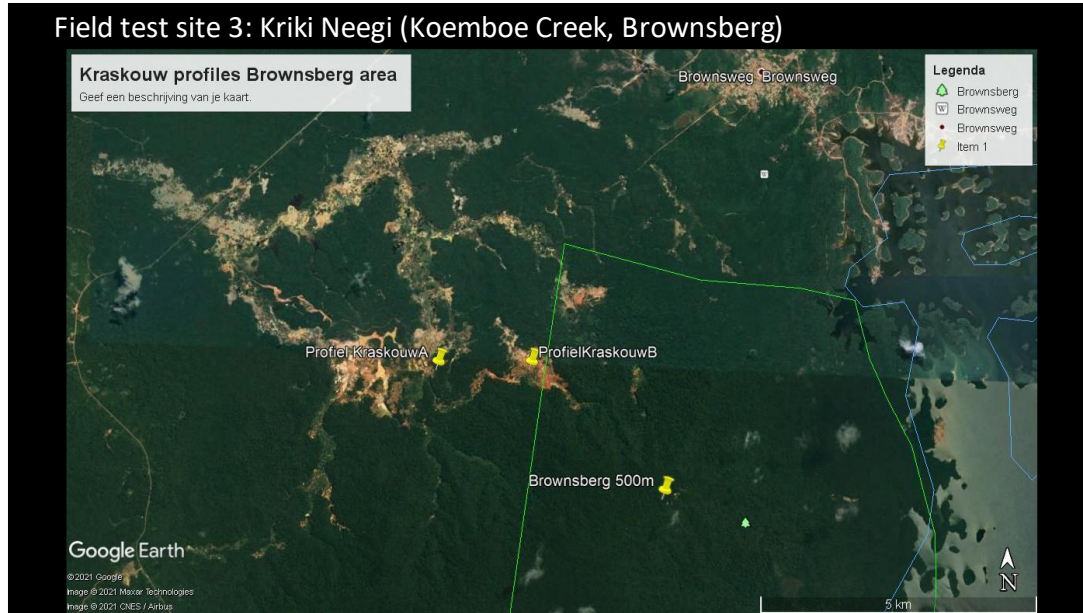 Field test site 3: Kriki Neegi (Koemboe Creek, Brownsberg)
Kraskouw profiles Brownsberg area
Geef een beschrijving van je kaart.
Brownsweg Brownsweg
Legenda
Brownsberg
W Brownsweg
Brownsweg
Item 1
W
Profiel KraskouwA
ProfielKraskouwB
Brownsberg 500m
Google Earth
© 2021 Google
Image © 2021 Maxar Technologies
Image © 2021 CNES / Airbus
N
5 km